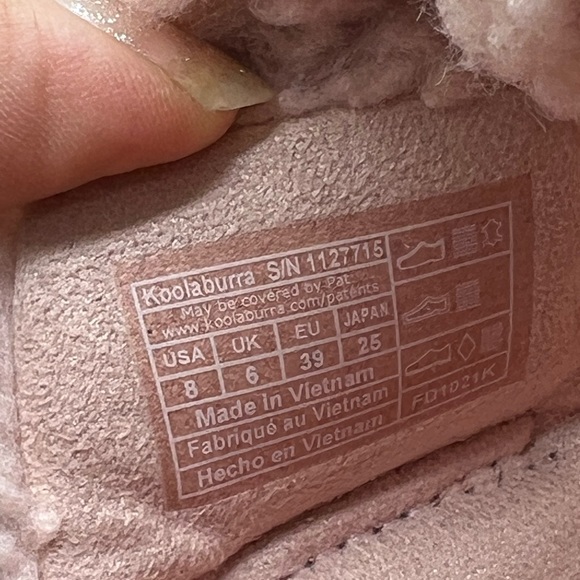 Koolaburra S/N 1127715
May be covered by Pat.
www.koolaburra.com/patents
USA UK EU JAPAN
8 6 39 25
Made in Vietnam
Fabriqué au Vietnam
Hecho en Vietnam
FD1021K